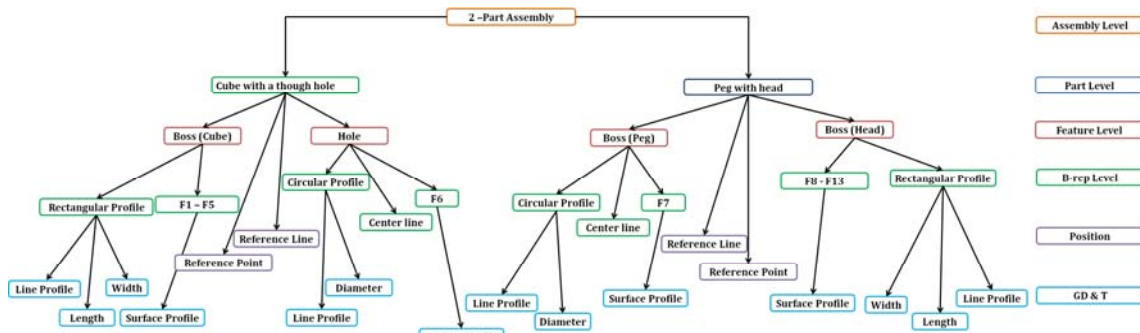 2 –Part Assembly
Assembly Level
Cube with a though hole
Peg with head
Part Level
Boss (Cube)
Hole
Boss (Peg)
Boss (Head)
Feature Level
Circular Profile
F8 - F13
Rectangular Profile
B-rep Level
Rectangular Profile
F1 – F5
F6
Circular Profile
F7
Center line
Center line
Reference Line
Reference Line
Position
Reference Point
Reference Point
Line Profile
Width
Diameter
Surface Profile
Line Profile
GD & T
Length
Surface Profile
Line Profile
Line Profile
Diameter
Surface Profile
Width
Length